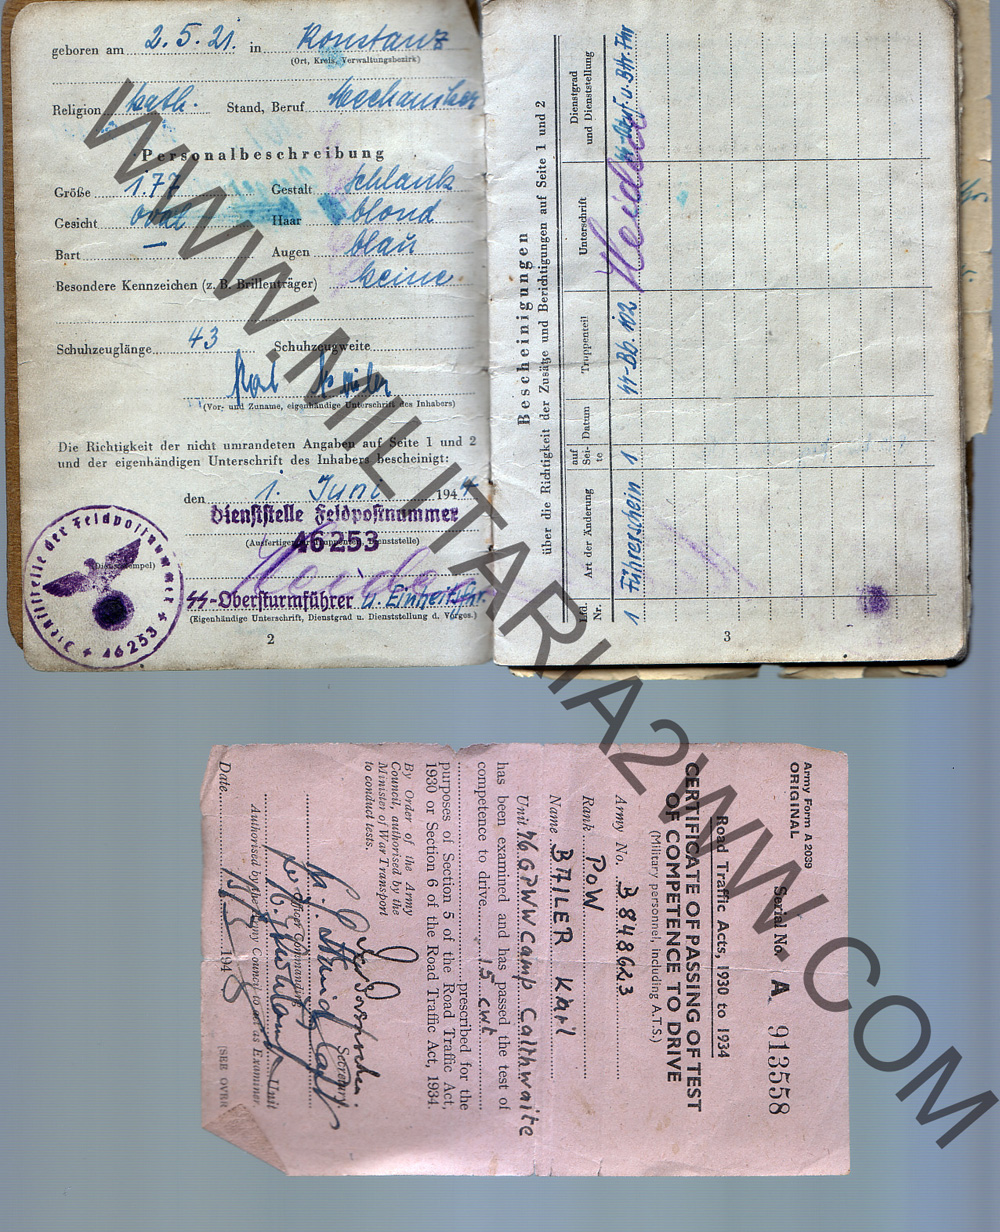 geboren am 2.5.21. in Konstanz
(Ort, Kreis, Verwaltungsbezirk)
Religion kath. Stand, Beruf Mechaniker
Personalbeschreibung
Größe 1.77 Gestalt schlank
Gesicht oval Haar blond
Bart — Augen blau
Besondere Kennzeichen (z. B. Brillenträger) keine
Schuhzeuglänge 43 Schuhzeugweite
(Vor- und Zuname, eigenhändige Unterschrift des Inhabers)
Die Richtigkeit der nicht umrandeten Angaben auf Seite 1 und 2
und der eigenhändigen Unterschrift des Inhabers bescheinigt:
den 1. Juni 1944
Dienststelle Feldpostnummer
46253
(Ausfertigender Truppenteil, Dienststelle)
(Dienststempel)
Dienststelle der Feldpostnummer
46253
SS-Obersturmführer u. Einheitsfhr.
(Eigenhändige Unterschrift, Dienstgrad u. Dienststellung d. Vorges.)
2
Bescheinigungen
über die Richtigkeit der Zusätze und Berichtigungen auf Seite 1 und 2
lfd. Nr. Art der Änderung auf Seite Datum Truppenteil Unterschrift Dienstgrad und Dienststellung
1 Führerschein 1
3
Army Form A 2039
ORIGINAL
Serial No. A 913558
Road Traffic Acts, 1930 to 1934
CERTIFICATE OF PASSING OF TEST
OF COMPETENCE TO DRIVE
(Military personnel, including A.T.S.)
Army No. B 848623
Rank POW
Name BAILER Karl
Unit 76 GPWW Camp Calthwaite
has been examined and has passed the test of
competence to drive 15 cwt
prescribed for the
purposes of Section 5 of the Road Traffic Act,
1930 or Section 6 of the Road Traffic Act, 1934.
By Order of the Army
Council, authorised by the
Minister of War Transport
to conduct tests.
Secretary.
Officer Commanding Unit
Authorised by the Army Council to act as Examiner.
Date 194
[SEE OVER
WWW.MILITARIA2WW.COM